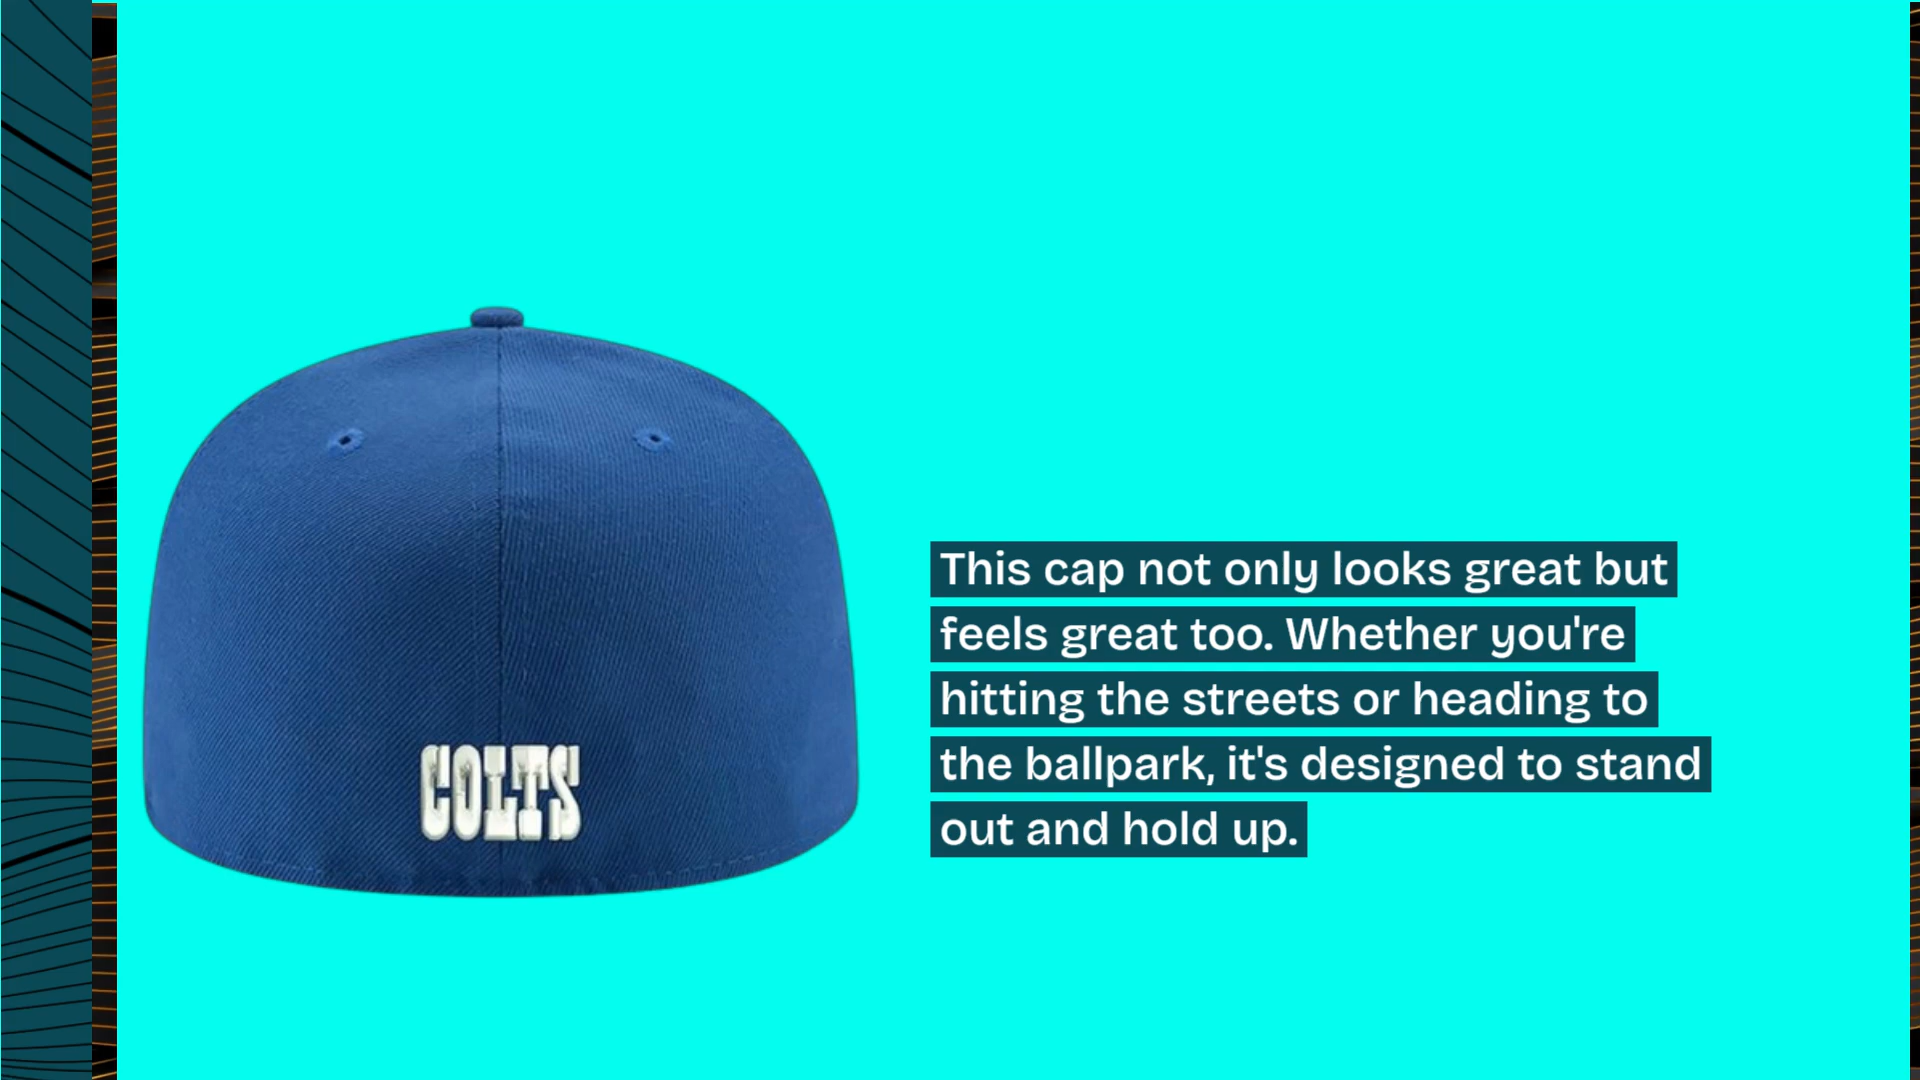 COLTS
This cap not only looks great but
feels great too. Whether you're
hitting the streets or heading to
the ballpark, it's designed to stand
out and hold up.